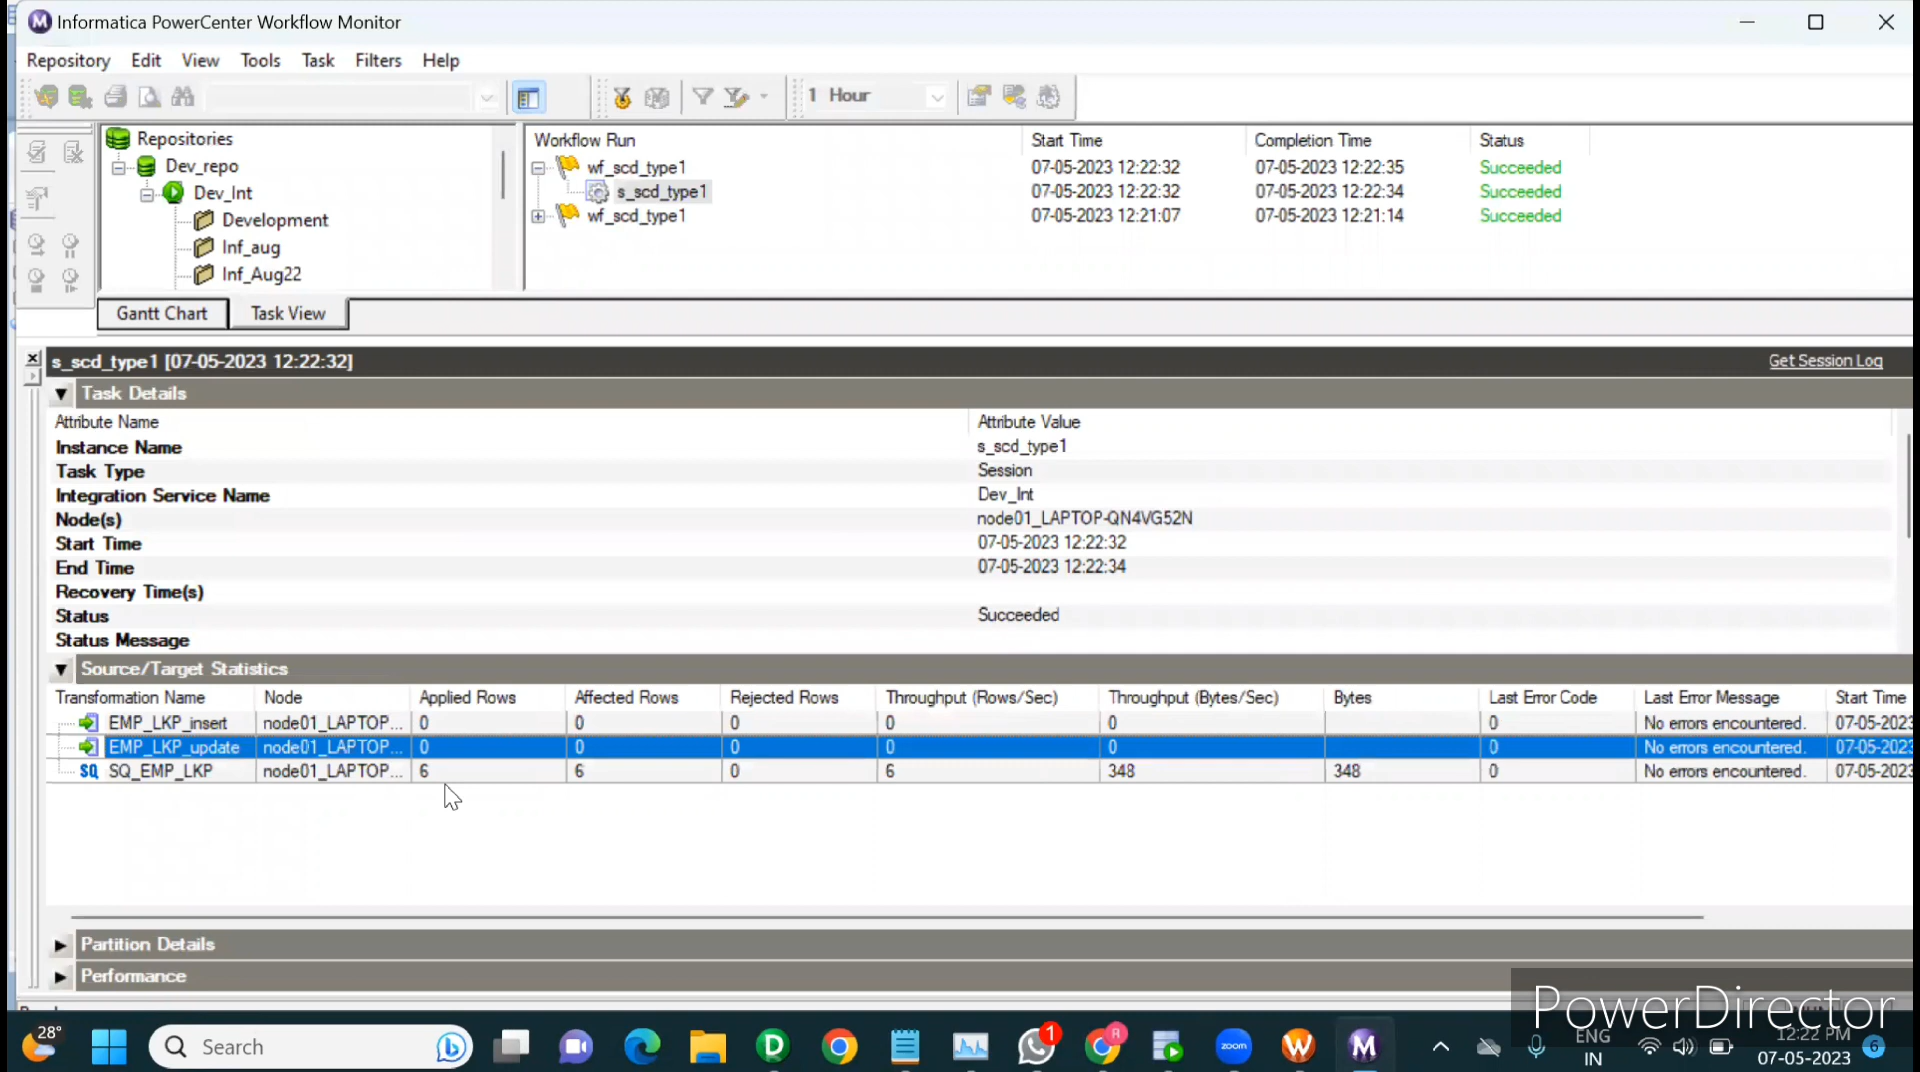 Informatica PowerCenter Workflow Monitor
Repository Edit View Tools Task Filters Help
1 Hour
Repositories
Dev_repo
Dev_Int
Development
Inf_aug
Inf_Aug22
Workflow Run Start Time Completion Time Status
wf_scd_type1 07-05-2023 12:22:32 07-05-2023 12:22:35 Succeeded
s_scd_type1 07-05-2023 12:22:32 07-05-2023 12:22:34 Succeeded
wf_scd_type1 07-05-2023 12:21:07 07-05-2023 12:21:14 Succeeded
Gantt Chart Task View
s_scd_type1 [07-05-2023 12:22:32] Get Session Log
Task Details
Attribute Name Attribute Value
Instance Name s_scd_type1
Task Type Session
Integration Service Name Dev_Int
Node(s) node01_LAPTOP-QN4VG52N
Start Time 07-05-2023 12:22:32
End Time 07-05-2023 12:22:34
Recovery Time(s)
Status Succeeded
Status Message
Source/Target Statistics
Transformation Name Node Applied Rows Affected Rows Rejected Rows Throughput (Rows/Sec) Throughput (Bytes/Sec) Bytes Last Error Code Last Error Message Start Time
EMP_LKP_insert node01_LAPTOP... 0 0 0 0 0 0 No errors encountered. 07-05-2023
EMP_LKP_update node01_LAPTOP... 0 0 0 0 0 0 No errors encountered. 07-05-2023
SQ SQ_EMP_LKP node01_LAPTOP... 6 6 0 6 348 348 0 No errors encountered. 07-05-2023
Partition Details
Performance
PowerDirector
28°
Search
zoom
1
R
ENG
IN
12:22 PM
07-05-2023
6